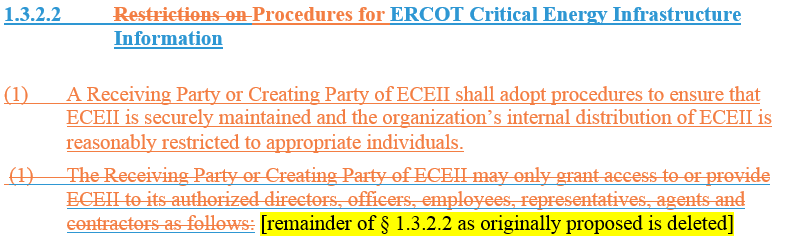 1.3.2.2 Restrictions on Procedures for ERCOT Critical Energy Infrastructure
Information
(1) A Receiving Party or Creating Party of ECEII shall adopt procedures to ensure that
ECEII is securely maintained and the organization’s internal distribution of ECEII is
reasonably restricted to appropriate individuals.
(1) The Receiving Party or Creating Party of ECEII may only grant access to or provide
ECEII to its authorized directors, officers, employees, representatives, agents and
contractors as follows: [remainder of § 1.3.2.2 as originally proposed is deleted]